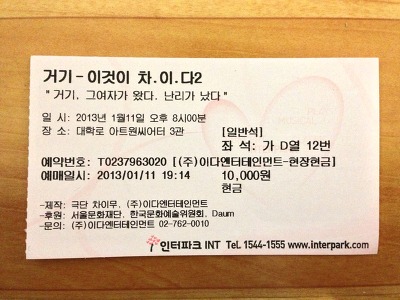 거기-이것이 차.이.다2
"거기, 그여자가 왔다. 난리가 났다"
일 시: 2013년 1월11일 오후 8시00분
장 소: 대학로 아트원씨어터 3관 [일반석]
좌 석: 가 D열 12번
예약번호: T0237963020 [(주)이다엔터테인먼트-현장현금]
예매일시: 2013/01/11 19:14 10,000원
현금
-제작: 극단 차이무, (주)이다엔터테인먼트
-후원: 서울문화재단, 한국문화예술위원회, Daum
-문의: (주)이다엔터테인먼트 02-762-0010
인터파크 INT Tel. 1544-1555 www.interpark.com